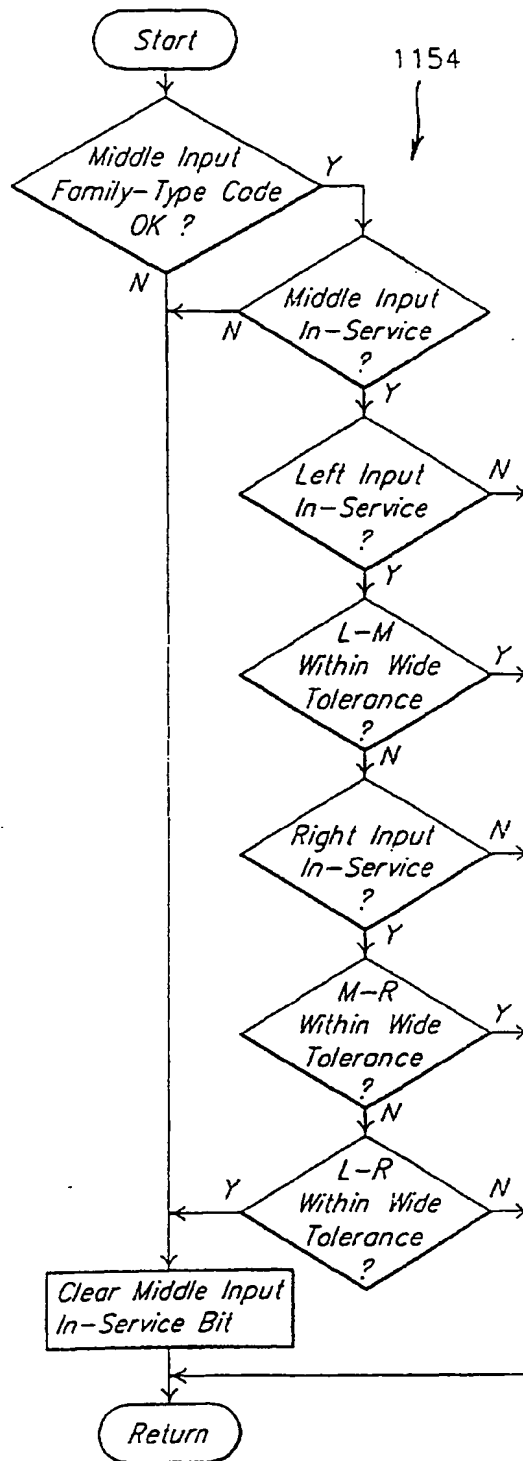 Start
1154
Middle Input
Family-Type Code
OK ?
Y
N
Middle Input
In-Service
?
N
Y
Left Input
In-Service
?
N
Y
L-M
Within Wide
Tolerance
?
Y
N
Right Input
In-Service
?
N
Y
M-R
Within Wide
Tolerance
?
Y
N
L-R
Within Wide
Tolerance
?
Y
N
Clear Middle Input
In-Service Bit
Return